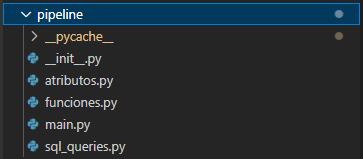 pipeline
__pycache__
__init__.py
atributos.py
funciones.py
main.py
sql_queries.py